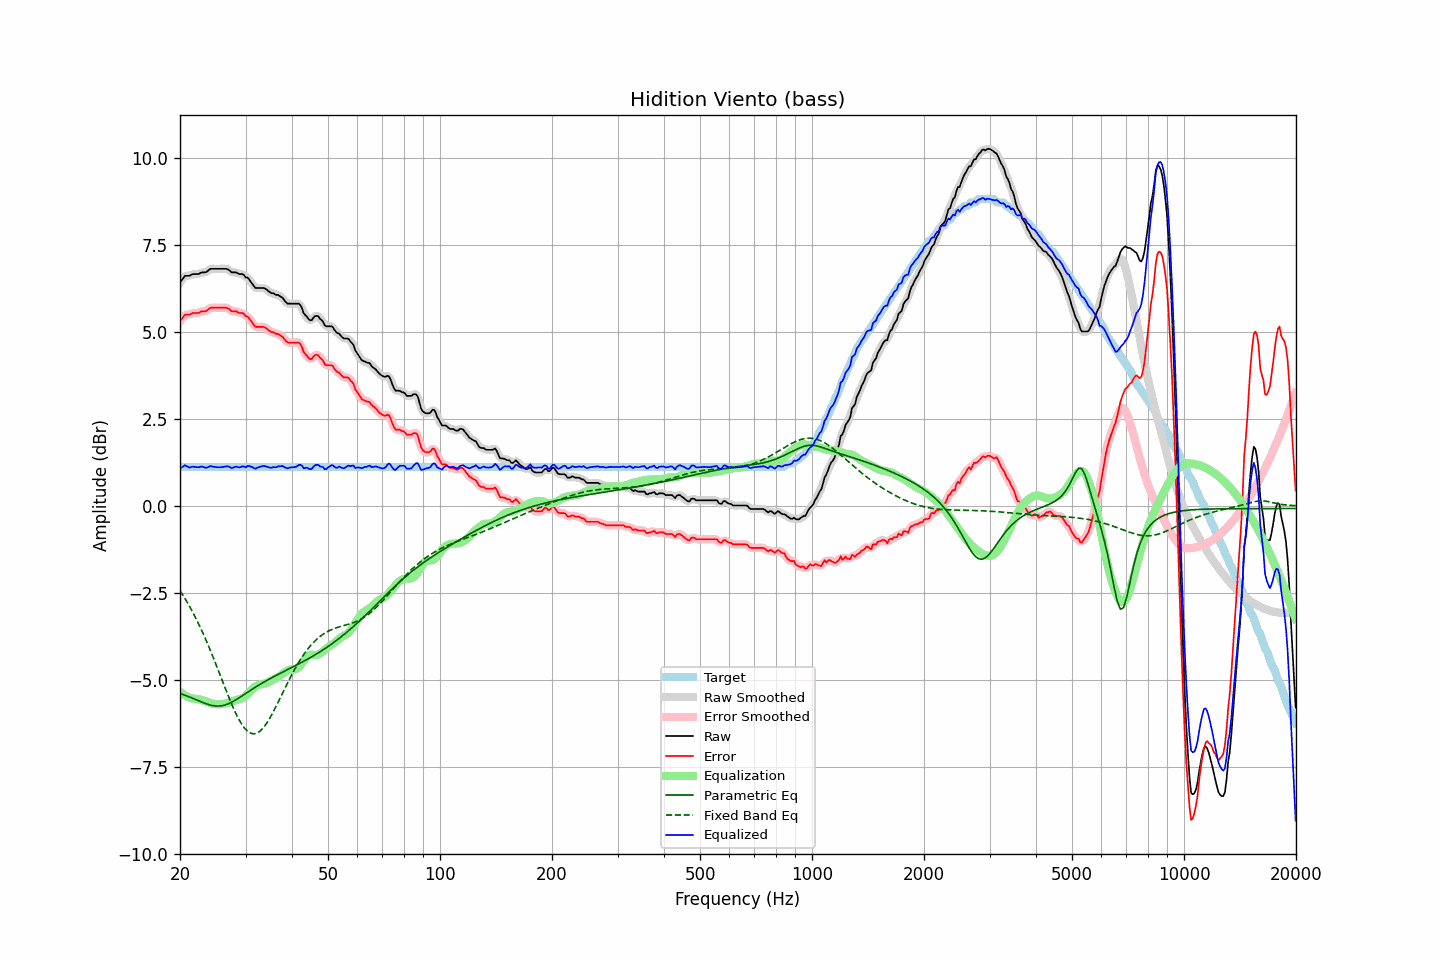 Hidition Viento (bass)
Amplitude (dBr)
10.0
7.5
5.0
2.5
0.0
−2.5
−5.0
−7.5
−10.0
Target
Raw Smoothed
Error Smoothed
Raw
Error
Equalization
Parametric Eq
Fixed Band Eq
Equalized
20 50 100 200 500 1000 2000 5000 10000 20000
Frequency (Hz)